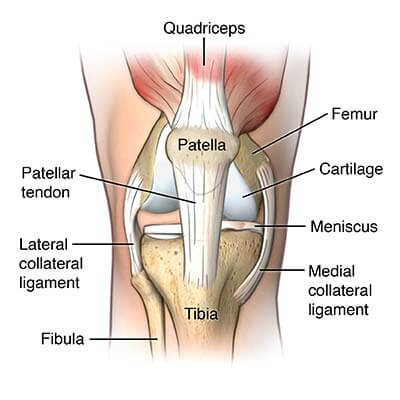 Quadriceps
Femur
Patella
Cartilage
Patellar
tendon
Meniscus
Lateral
collateral
ligament
Medial
collateral
ligament
Tibia
Fibula